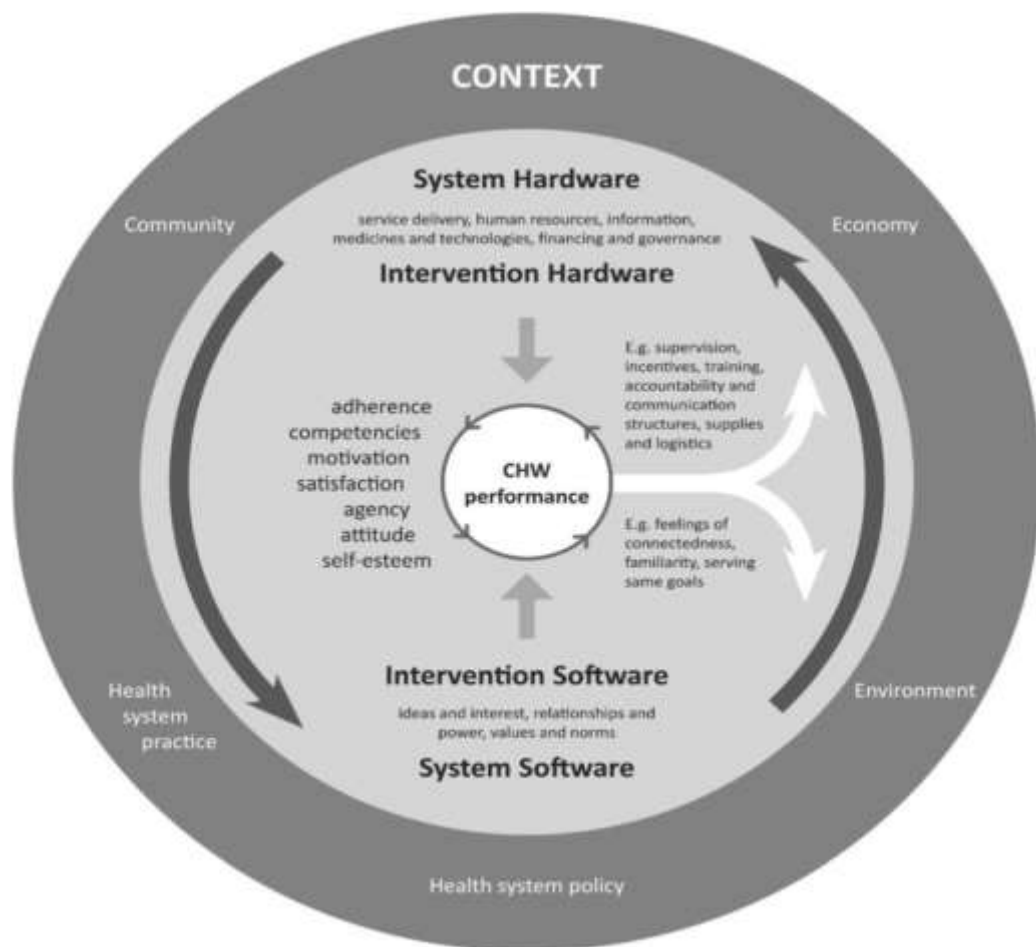 CONTEXT
System Hardware
service delivery, human resources, information,
medicines and technologies, financing and governance
Intervention Hardware
Community
Economy
E.g. supervision,
incentives, training,
accountability and
communication
structures, supplies
and logistics
adherence
competencies
motivation
satisfaction
agency
attitude
self-esteem
CHW
performance
E.g. feelings of
connectedness,
familiarity, serving
same goals
Intervention Software
ideas and interest, relationships and
power, values and norms
System Software
Health
system
practice
Environment
Health system policy